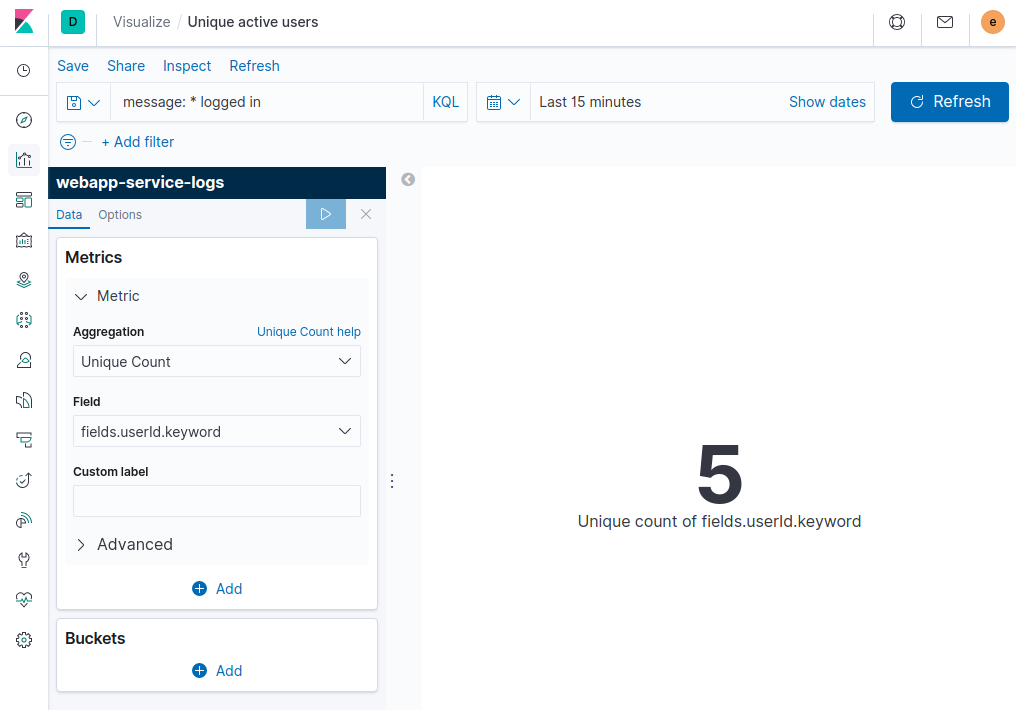 D Visualize / Unique active users e
Save Share Inspect Refresh
message: * logged in KQL Last 15 minutes Show dates Refresh
+ Add filter
webapp-service-logs
Data Options
Metrics
Metric
Aggregation Unique Count help
Unique Count
Field
fields.userId.keyword
Custom label
Advanced
Add
Buckets
Add
5
Unique count of fields.userId.keyword